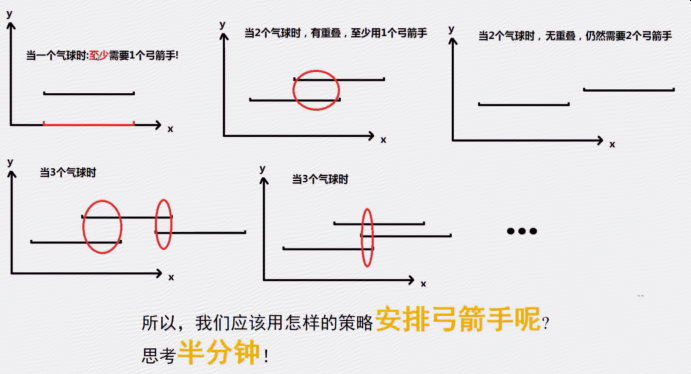 y
当一个气球时:至少需要1个弓箭手!
x
y
当2个气球时，有重叠，至少用1个弓箭手
x
y
当2个气球时，无重叠，仍然需要2个弓箭手
x
y
当3个气球时
x
y
当3个气球时
x
所以，我们应该用怎样的策略安排弓箭手呢?
思考半分钟!